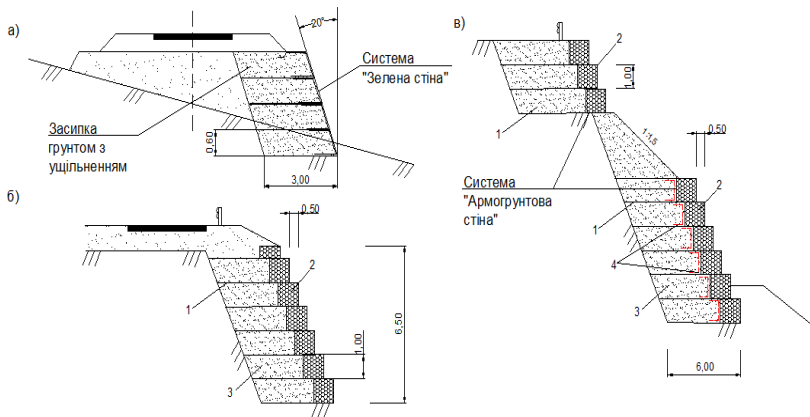 а)
20°
Система
"Зелена стіна"
Засипка
грунтом з
ущільненням
0,60
3,00
б)
0,50
2
1
6,50
1,00
3
в)
2
1,00
1
1:1,5
0,50
Система
"Армогрунтова
стіна"
2
1
4
3
6,00